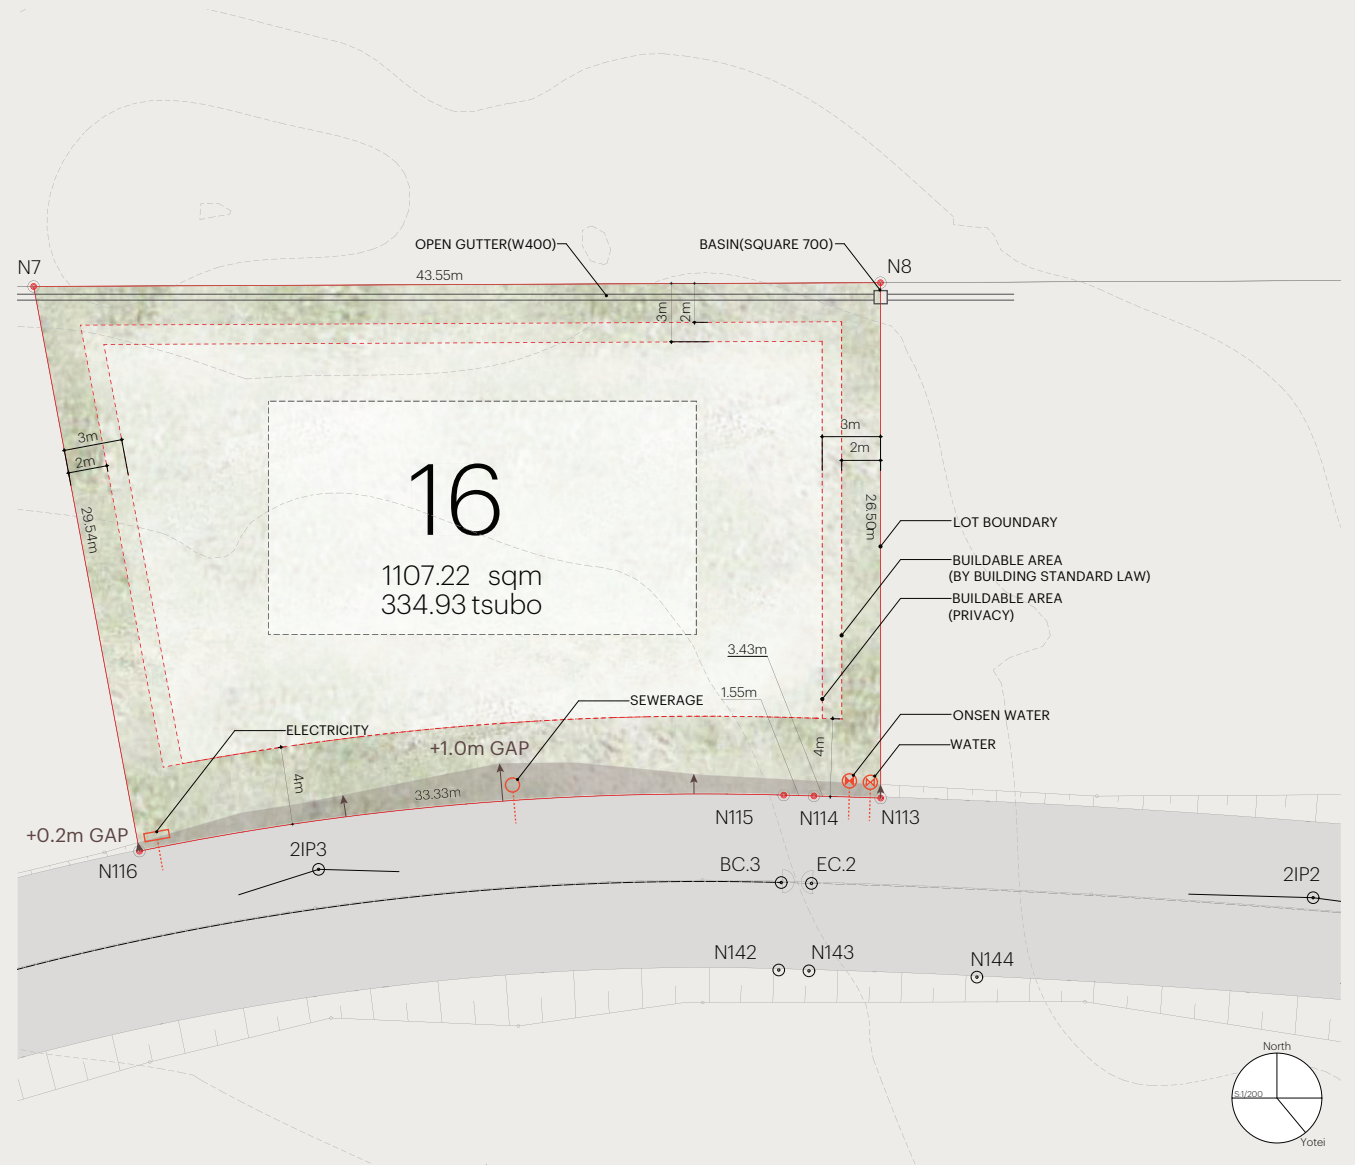 OPEN GUTTER(W400)
BASIN(SQUARE 700)
N7
43.55m
N8
3m
2m
3m
2m
3m
2m
29.54m
26.50m
16
1107.22 sqm
334.93 tsubo
LOT BOUNDARY
BUILDABLE AREA
(BY BUILDING STANDARD LAW)
BUILDABLE AREA
(PRIVACY)
3.43m
1.55m
SEWERAGE
ONSEN WATER
ELECTRICITY
+1.0m GAP
WATER
4m
4m
33.33m
N115
N114
N113
+0.2m GAP
N116
2IP3
BC.3
EC.2
2IP2
N142
N143
N144
North
S:1/200
Yotei